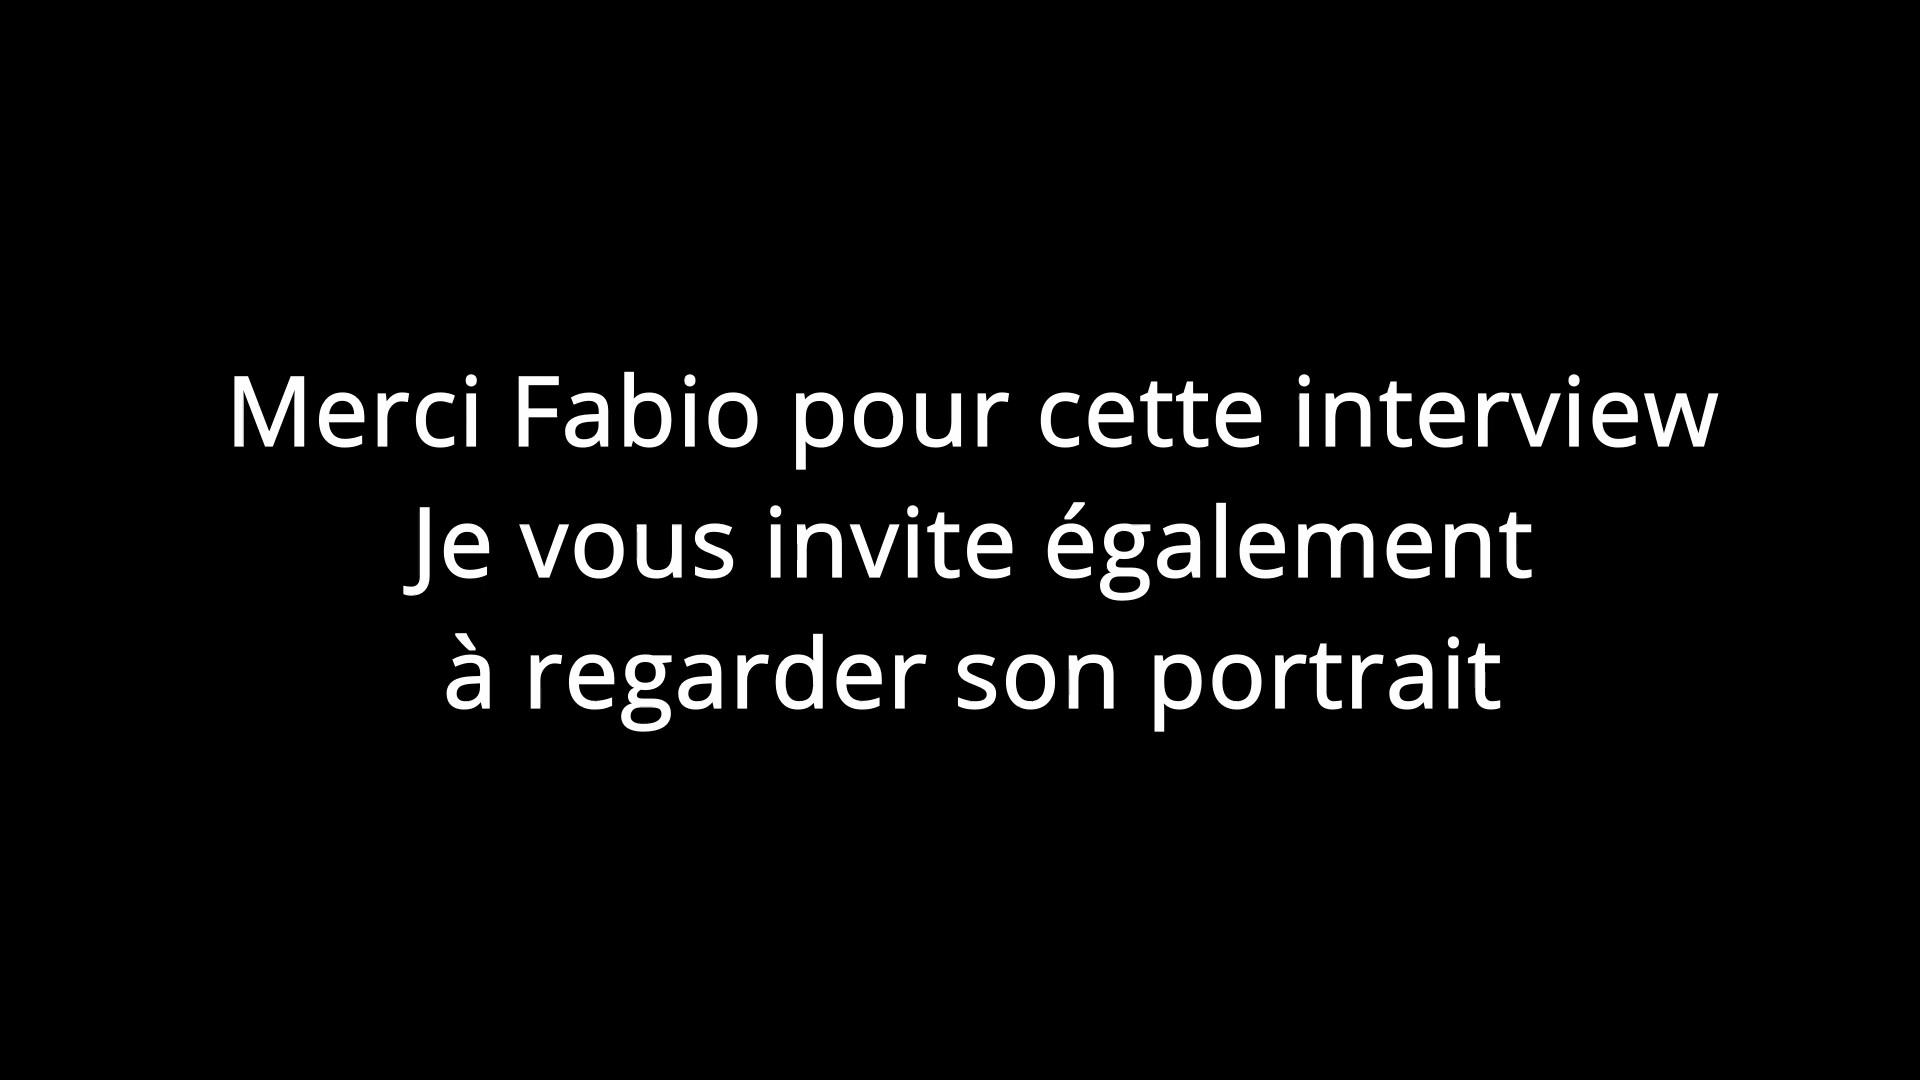 Merci Fabio pour cette interview
Je vous invite également
à regarder son portrait